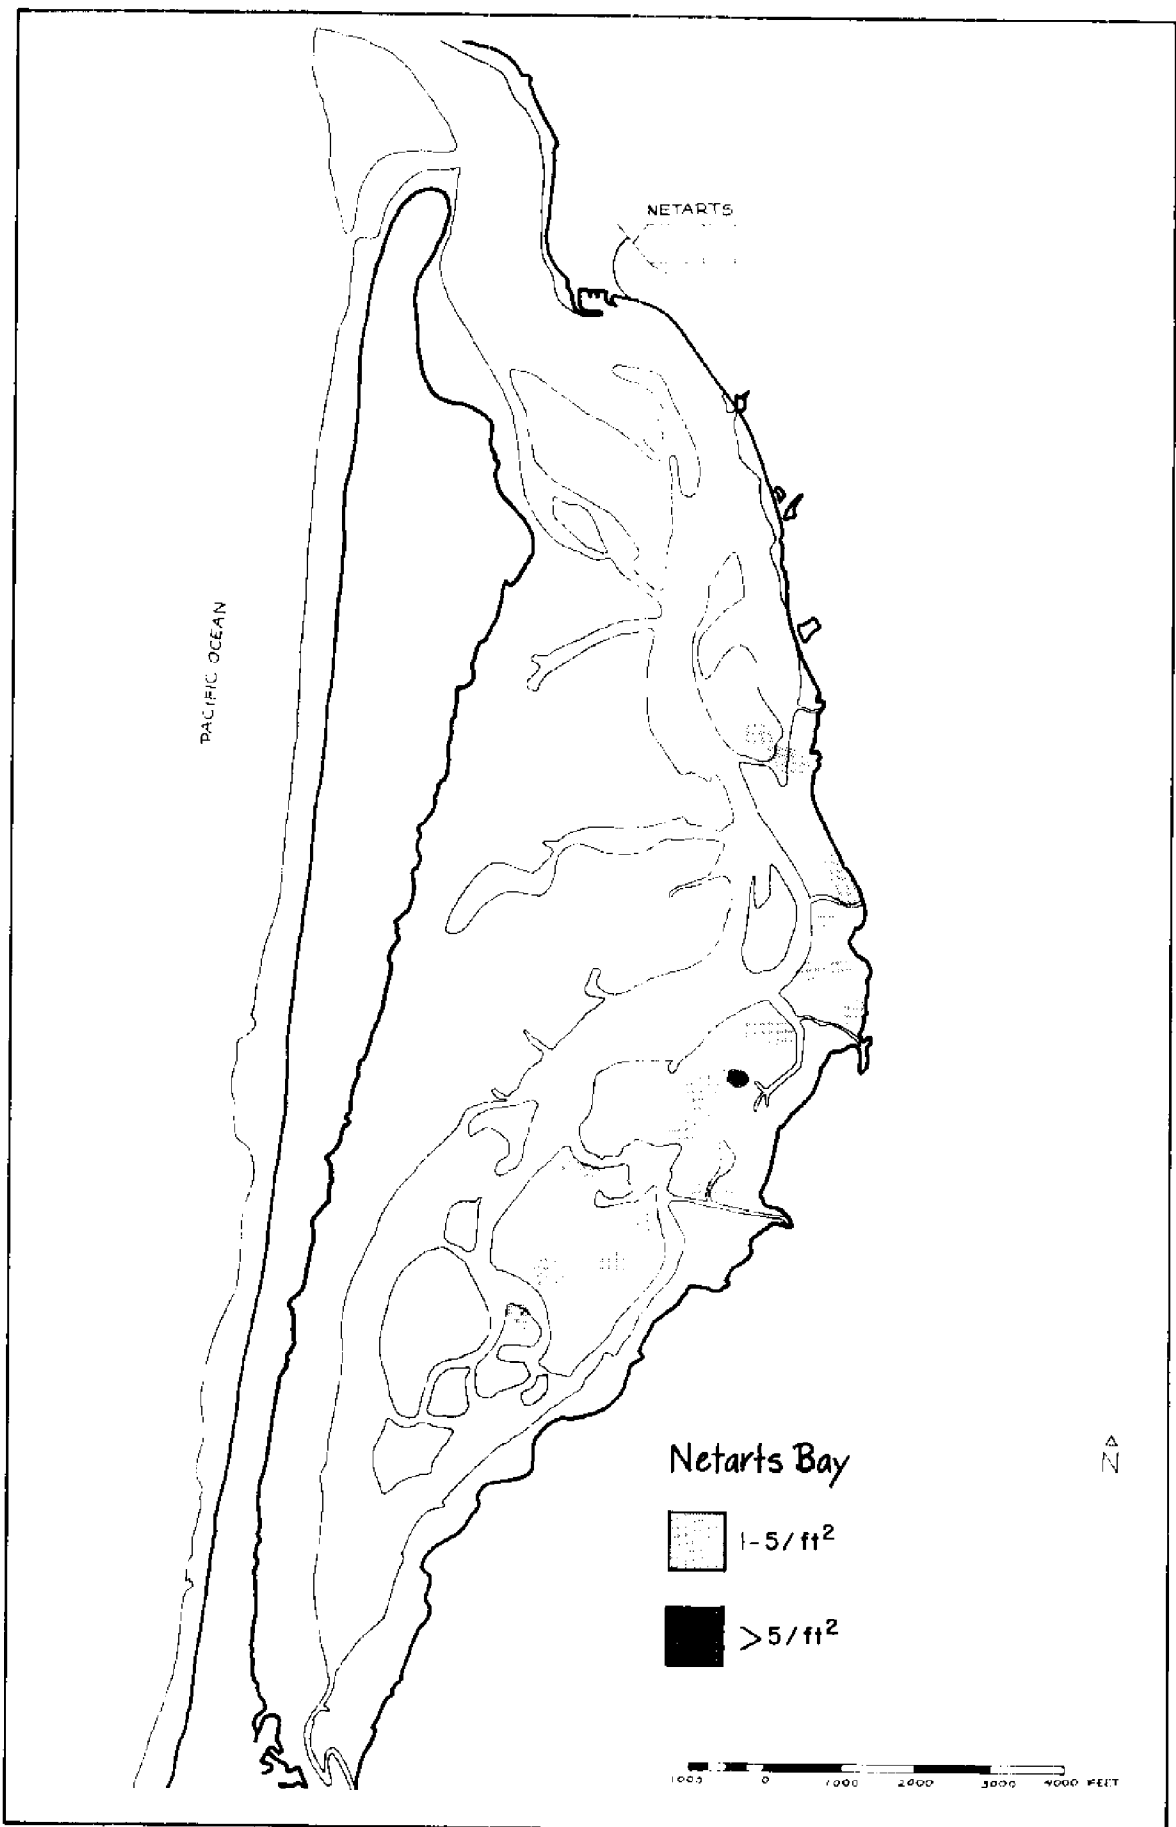 NETARTS
PACIFIC OCEAN
Netarts Bay
N
1-5/ft²
>5/ft²
1000 0 1000 2000 3000 4000 FEET